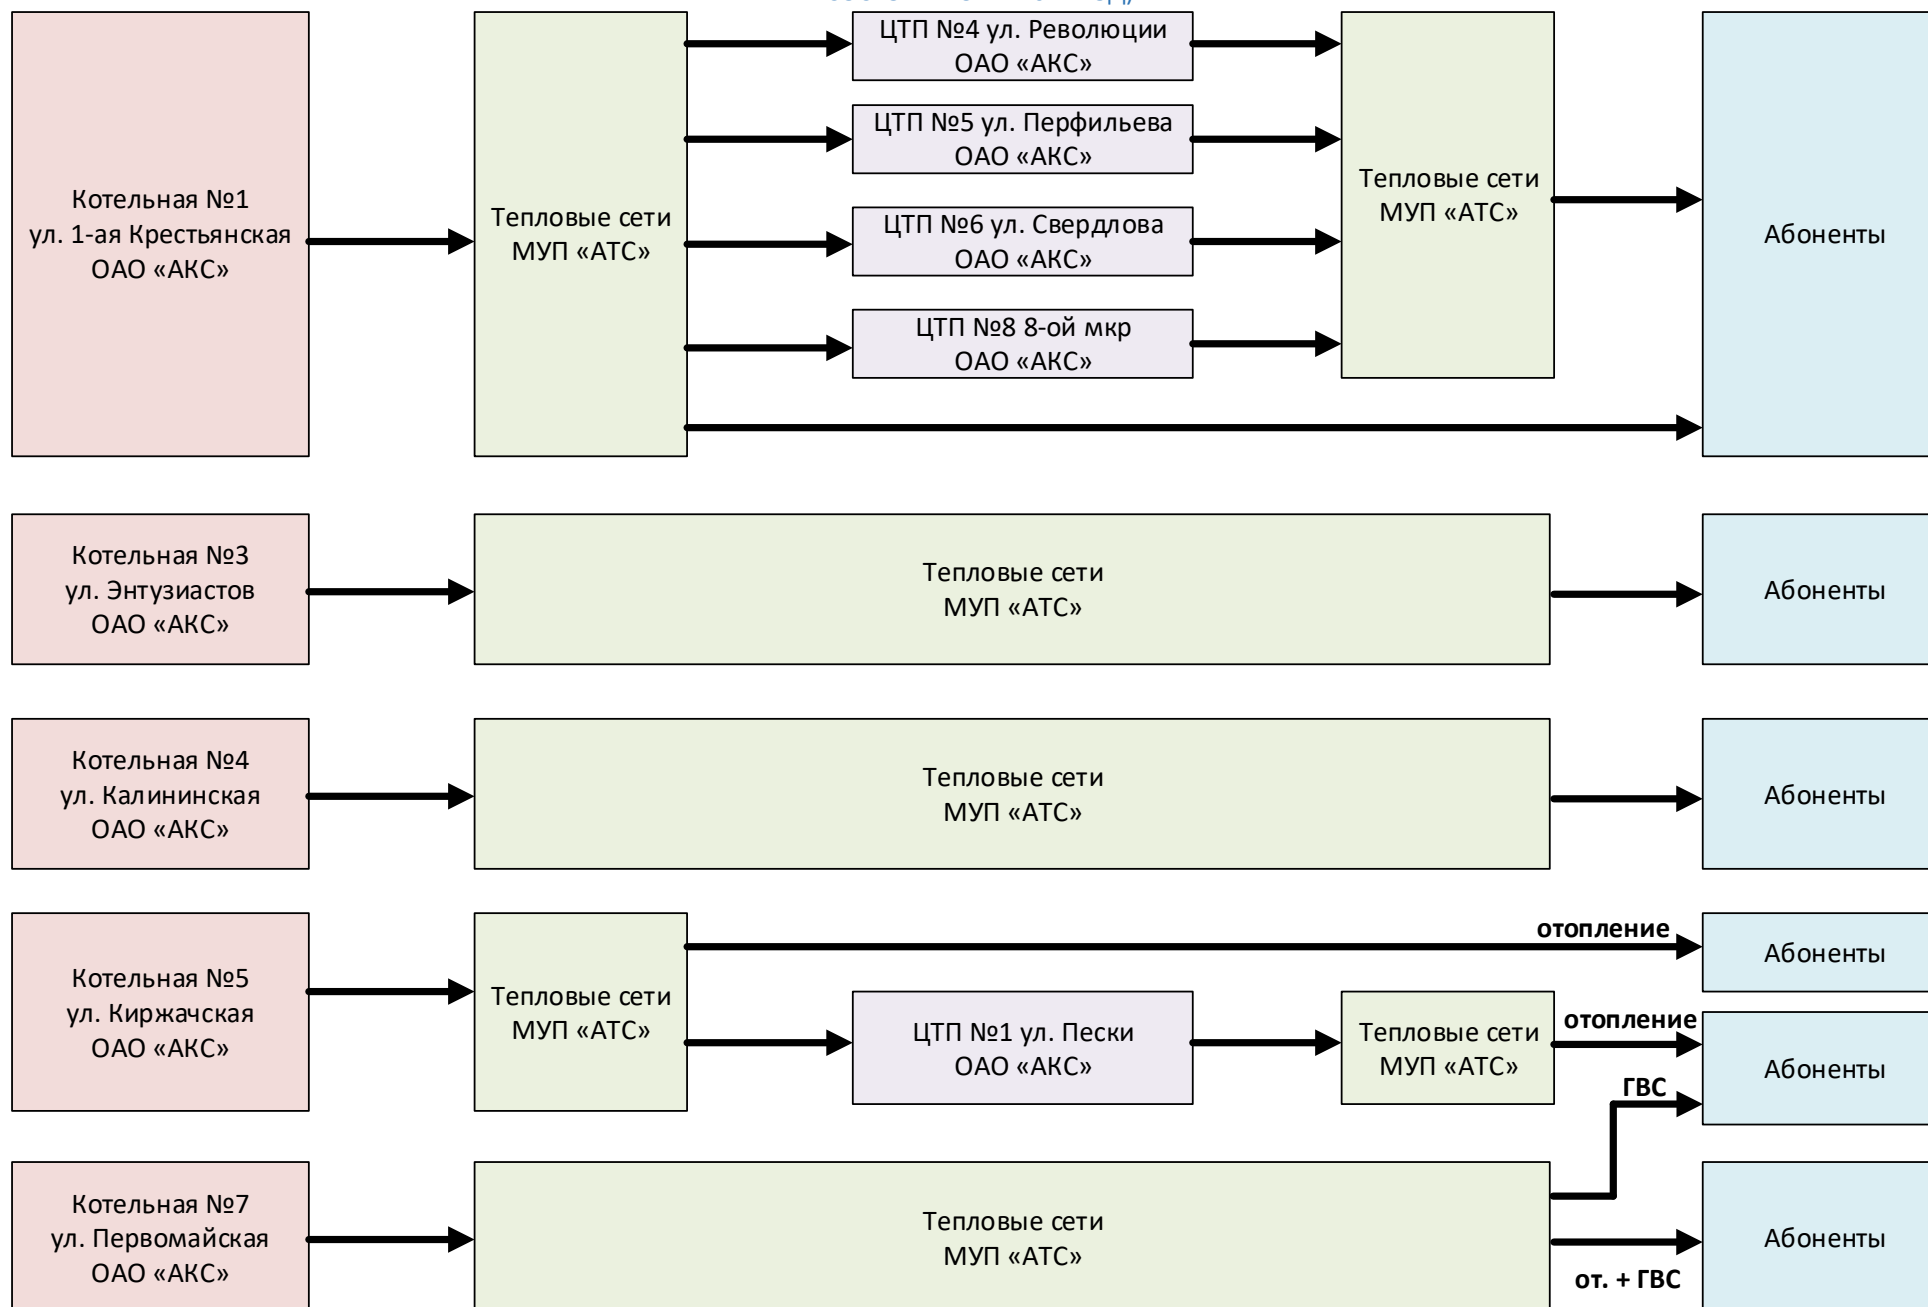 ЦТП №4 ул. Революции
ОАО «АКС»
ЦТП №5 ул. Перфильева
ОАО «АКС»
Котельная №1
ул. 1-ая Крестьянская
ОАО «АКС»
Тепловые сети
МУП «АТС»
ЦТП №6 ул. Свердлова
ОАО «АКС»
Тепловые сети
МУП «АТС»
Абоненты
ЦТП №8 8-ой мкр
ОАО «АКС»
Котельная №3
ул. Энтузиастов
ОАО «АКС»
Тепловые сети
МУП «АТС»
Абоненты
Котельная №4
ул. Калининская
ОАО «АКС»
Тепловые сети
МУП «АТС»
Абоненты
Котельная №5
ул. Киржачская
ОАО «АКС»
Тепловые сети
МУП «АТС»
отопление
Абоненты
ЦТП №1 ул. Пески
ОАО «АКС»
Тепловые сети
МУП «АТС»
отопление
ГВС
Абоненты
Котельная №7
ул. Первомайская
ОАО «АКС»
Тепловые сети
МУП «АТС»
от. + ГВС
Абоненты